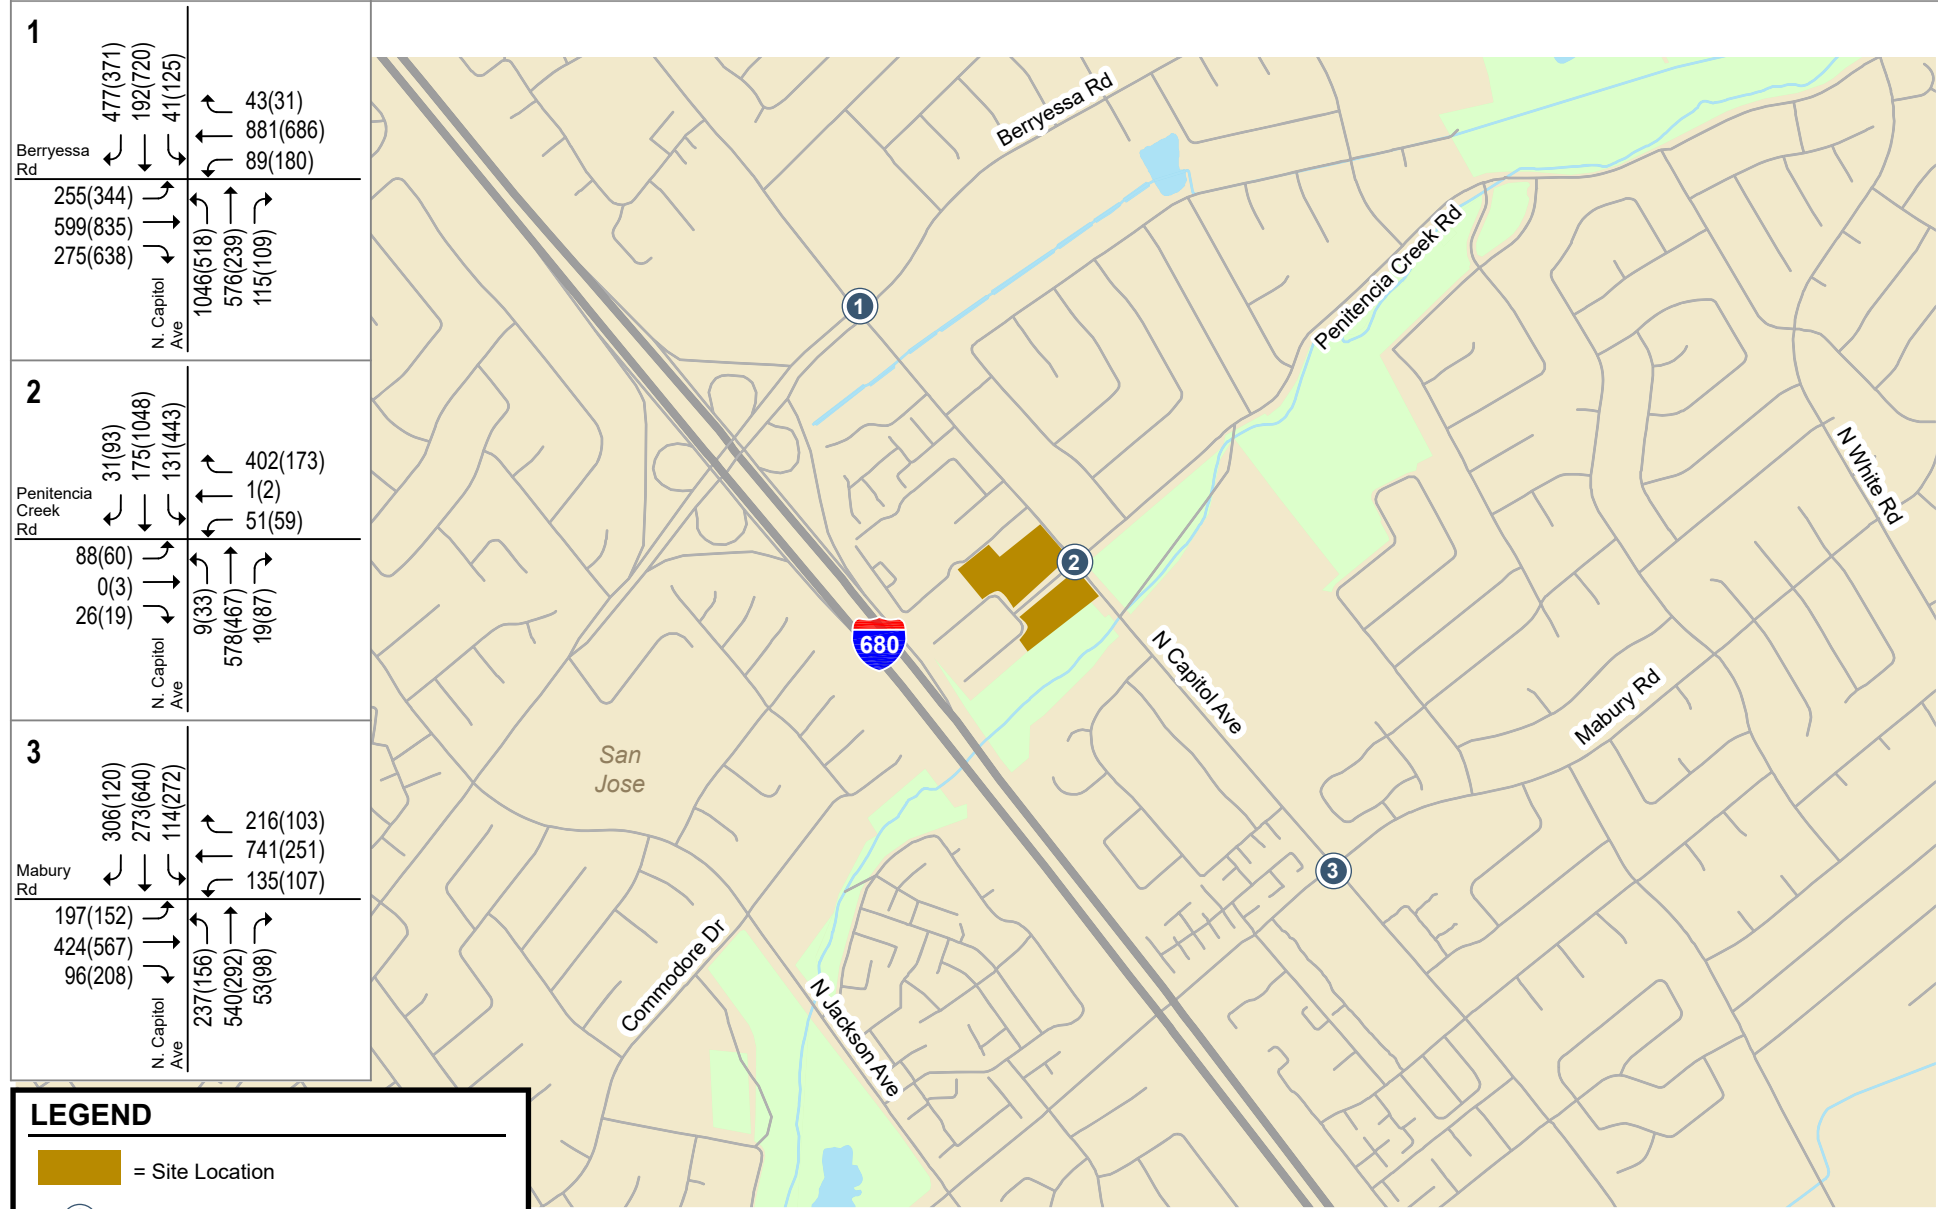 1
477(371)
192(720)
41(125)
43(31)
881(686)
89(180)
Berryessa
Rd
255(344)
599(835)
275(638)
N. Capitol
Ave
1046(518)
576(239)
115(109)
2
31(93)
175(1048)
131(443)
402(173)
1(2)
51(59)
Penitencia
Creek
Rd
88(60)
0(3)
26(19)
N. Capitol
Ave
9(33)
578(467)
19(87)
3
306(120)
273(640)
114(272)
216(103)
741(251)
135(107)
Mabury
Rd
197(152)
424(567)
96(208)
N. Capitol
Ave
237(156)
540(292)
53(98)
Berryessa Rd
Penitencia Creek Rd
1
N White Rd
2
680
N Capitol Ave
Mabury Rd
San
Jose
3
Commodore Dr
N Jackson Ave
LEGEND
= Site Location